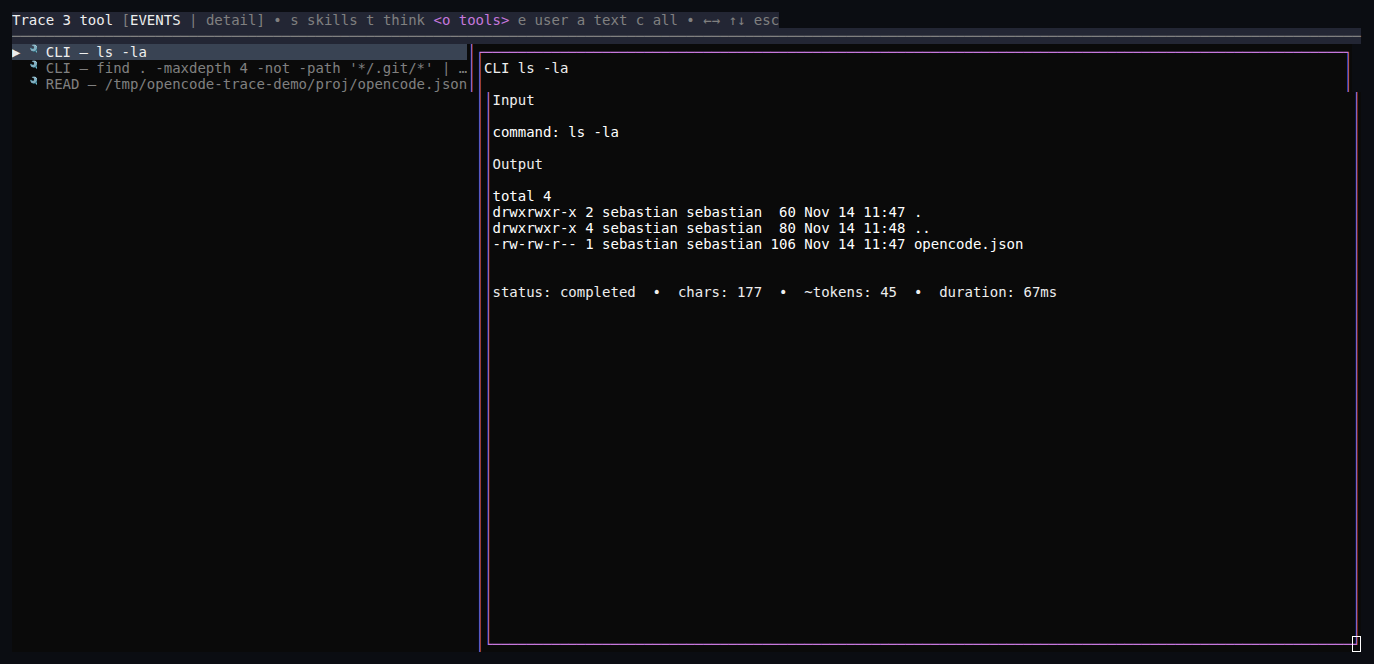 Trace 3 tool [EVENTS | detail] • s skills t think <o tools> e user a text c all • ←→ ↑↓ esc
▶ CLI — ls -la
CLI — find . -maxdepth 4 -not -path '*/.git/*' | …
READ — /tmp/opencode-trace-demo/proj/opencode.json
CLI ls -la
Input
command: ls -la
Output
total 4
drwxrwxr-x 2 sebastian sebastian  60 Nov 14 11:47 .
drwxrwxr-x 4 sebastian sebastian  80 Nov 14 11:48 ..
-rw-rw-r-- 1 sebastian sebastian 106 Nov 14 11:47 opencode.json
status: completed  •  chars: 177  •  ~tokens: 45  •  duration: 67ms